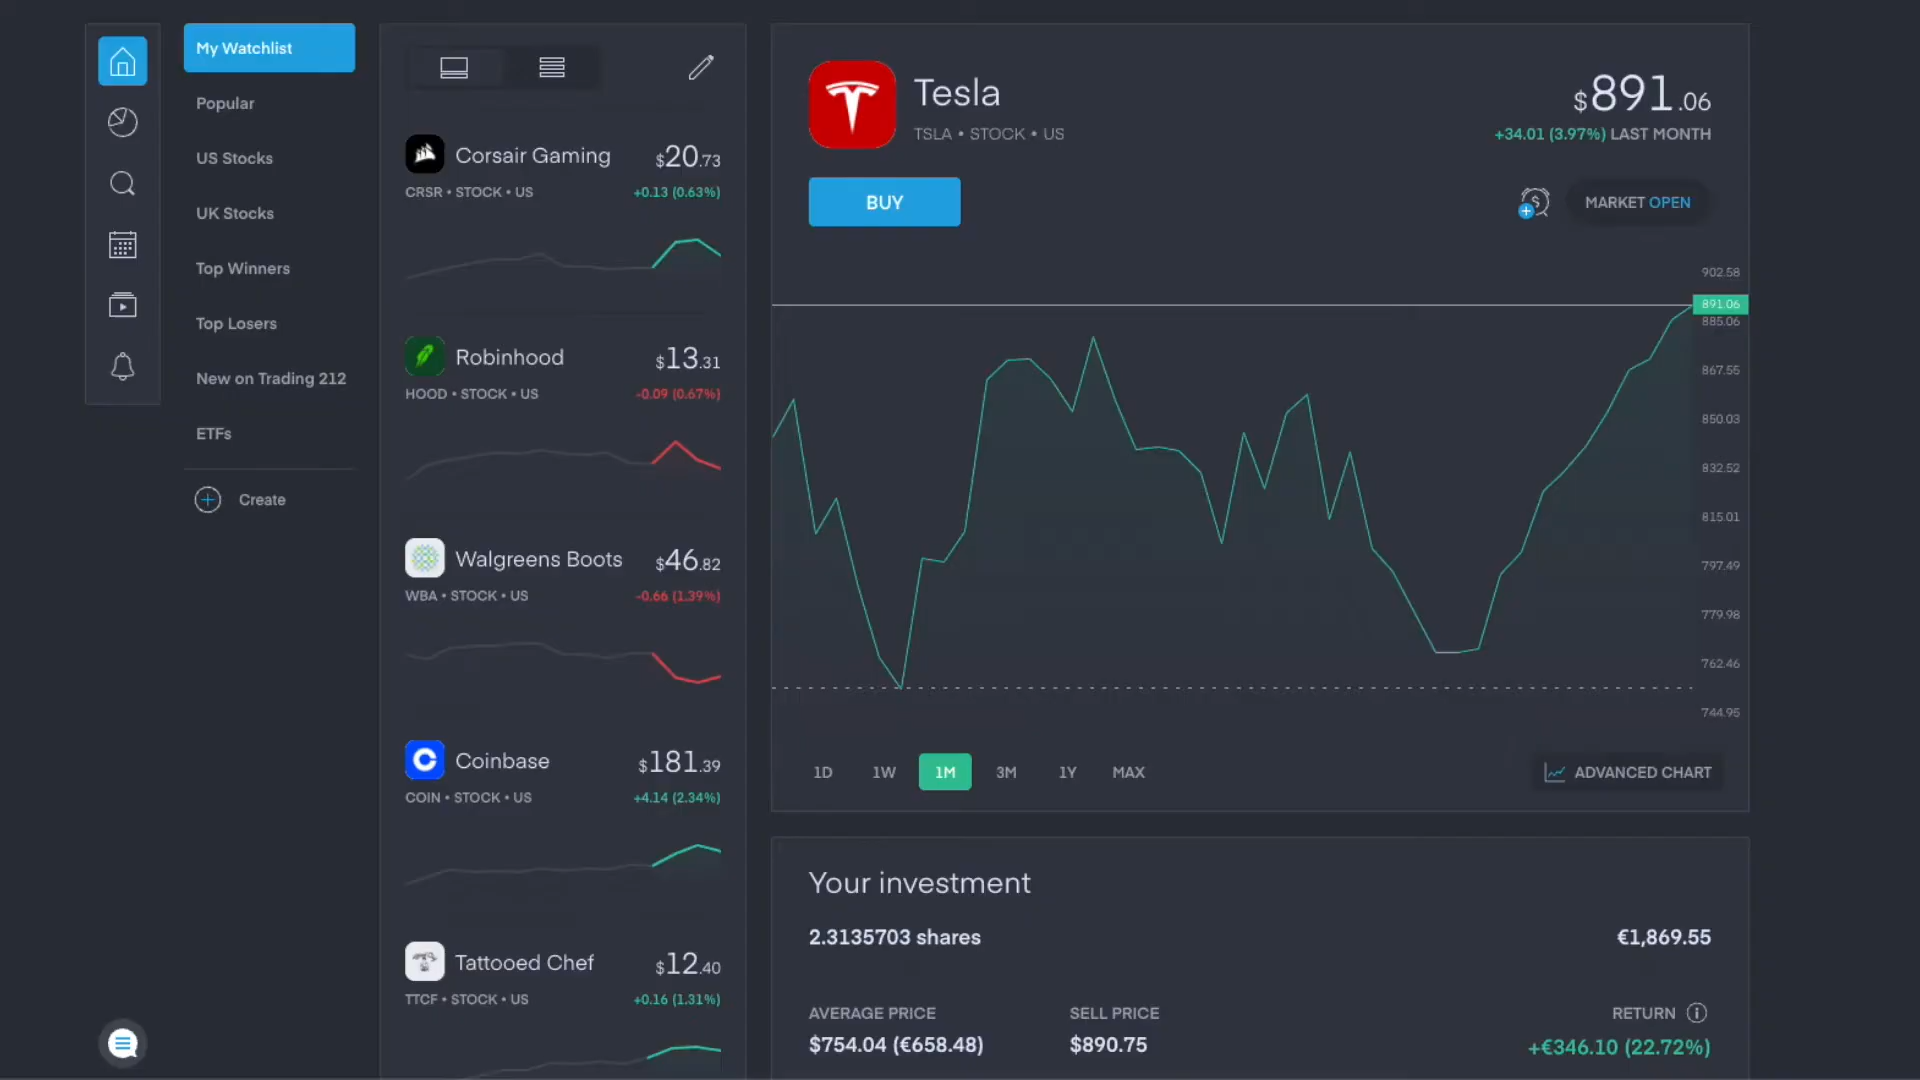 My Watchlist
Popular
US Stocks
UK Stocks
Top Winners
Top Losers
New on Trading 212
ETFs
Create
Corsair Gaming $20.73
CRSR • STOCK • US +0.13 (0.63%)
Robinhood $13.31
HOOD • STOCK • US -0.09 (0.67%)
Walgreens Boots $46.82
WBA • STOCK • US -0.66 (1.39%)
Coinbase $181.39
COIN • STOCK • US +4.14 (2.34%)
Tattooed Chef $12.40
TTCF • STOCK • US +0.16 (1.31%)
Tesla $891.06
TSLA • STOCK • US +34.01 (3.97%) LAST MONTH
BUY MARKET OPEN
902.58
891.06
885.06
867.55
850.03
832.52
815.01
797.49
779.98
762.46
744.95
1D 1W 1M 3M 1Y MAX ADVANCED CHART
Your investment
2.3135703 shares €1,869.55
AVERAGE PRICE SELL PRICE RETURN
$754.04 (€658.48) $890.75 +€346.10 (22.72%)